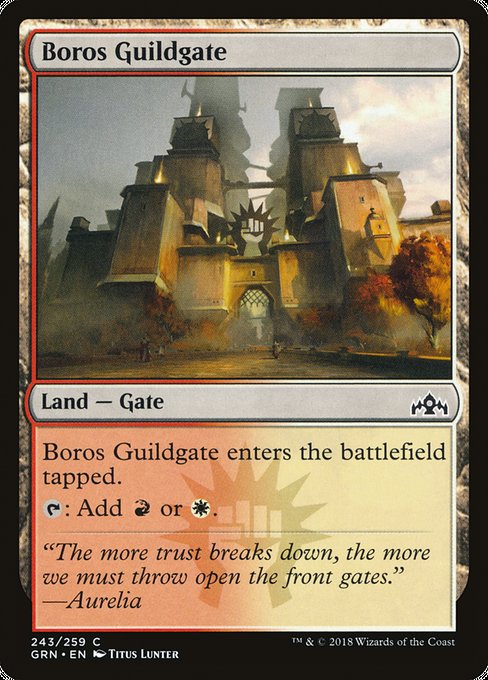 Boros Guildgate
Land — Gate
Boros Guildgate enters the battlefield
tapped.
: Add or .
“The more trust breaks down, the more
we must throw open the front gates.”
—Aurelia
243/259 C
GRN • EN Titus Lunter
™ & © 2018 Wizards of the Coast